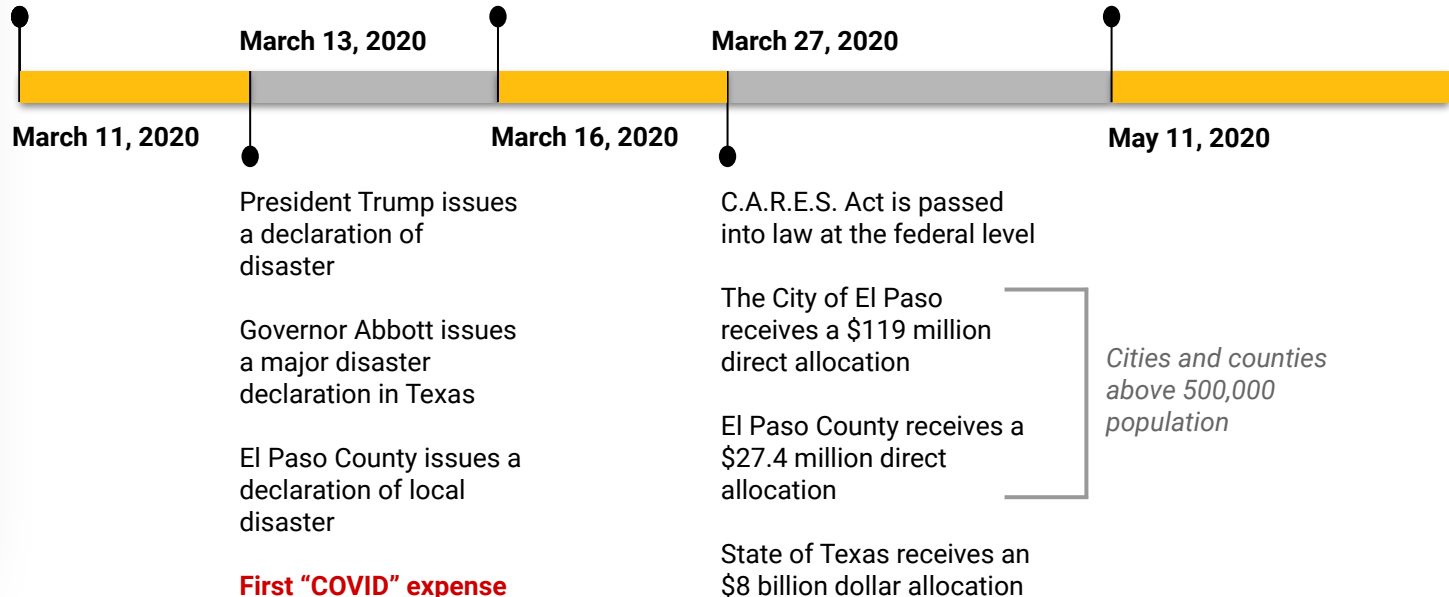 March 13, 2020
March 27, 2020
March 11, 2020
March 16, 2020
May 11, 2020
President Trump issues
a declaration of
disaster
Governor Abbott issues
a major disaster
declaration in Texas
El Paso County issues a
declaration of local
disaster
First “COVID” expense
C.A.R.E.S. Act is passed
into law at the federal level
The City of El Paso
receives a $119 million
direct allocation
El Paso County receives a
$27.4 million direct
allocation
State of Texas receives an
$8 billion dollar allocation
Cities and counties
above 500,000
population